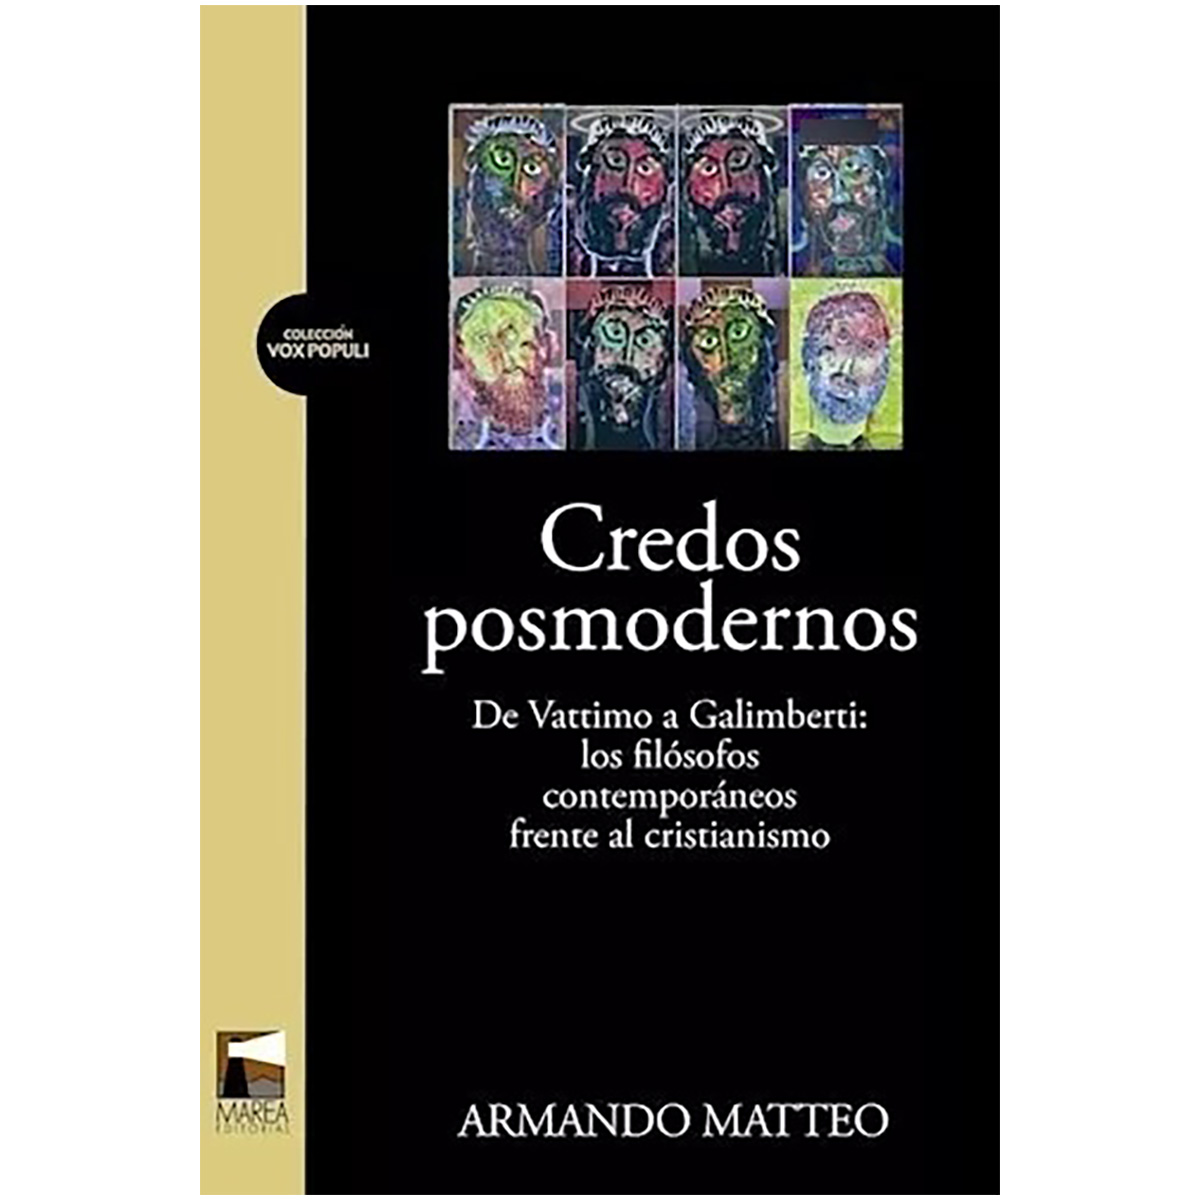 COLECCIÓN
VOX POPULI
Credos
posmodernos
De Vattimo a Galimberti:
los filósofos
contemporáneos
frente al cristianismo
MAREA
EDITORIAL
ARMANDO MATTEO